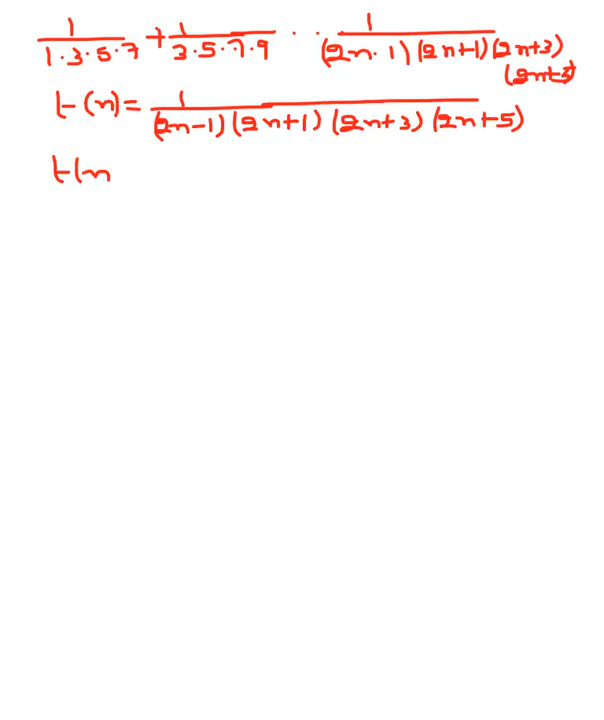 1/(1·3·5·7) + 1/(3·5·7·9) ··· 1/((2n·1)(2n+1)(2n+3)(2n+5))
t(n) = 1/((2n-1)(2n+1)(2n+3)(2n+5))
t(n